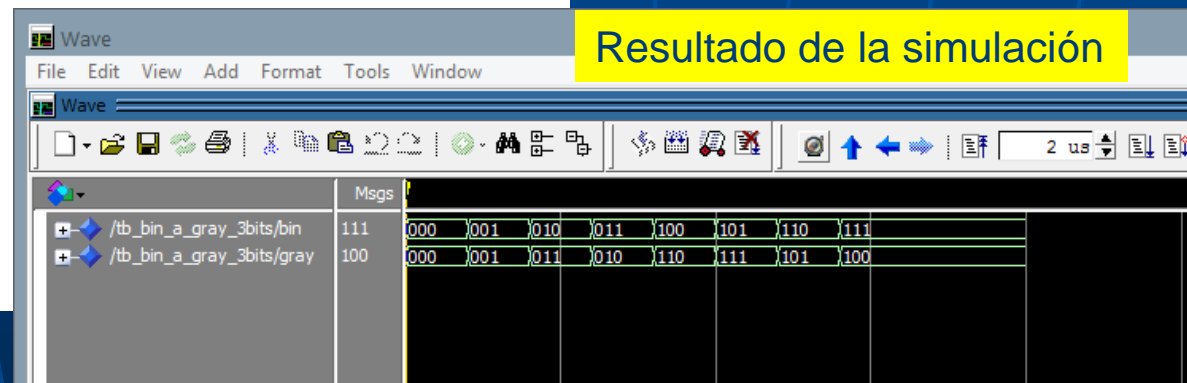 Wave
Resultado de la simulación
File Edit View Add Format Tools Window
Wave
2 us
Msgs
/tb_bin_a_gray_3bits/bin 111 000 001 010 011 100 101 110 111
/tb_bin_a_gray_3bits/gray 100 000 001 011 010 110 111 101 100